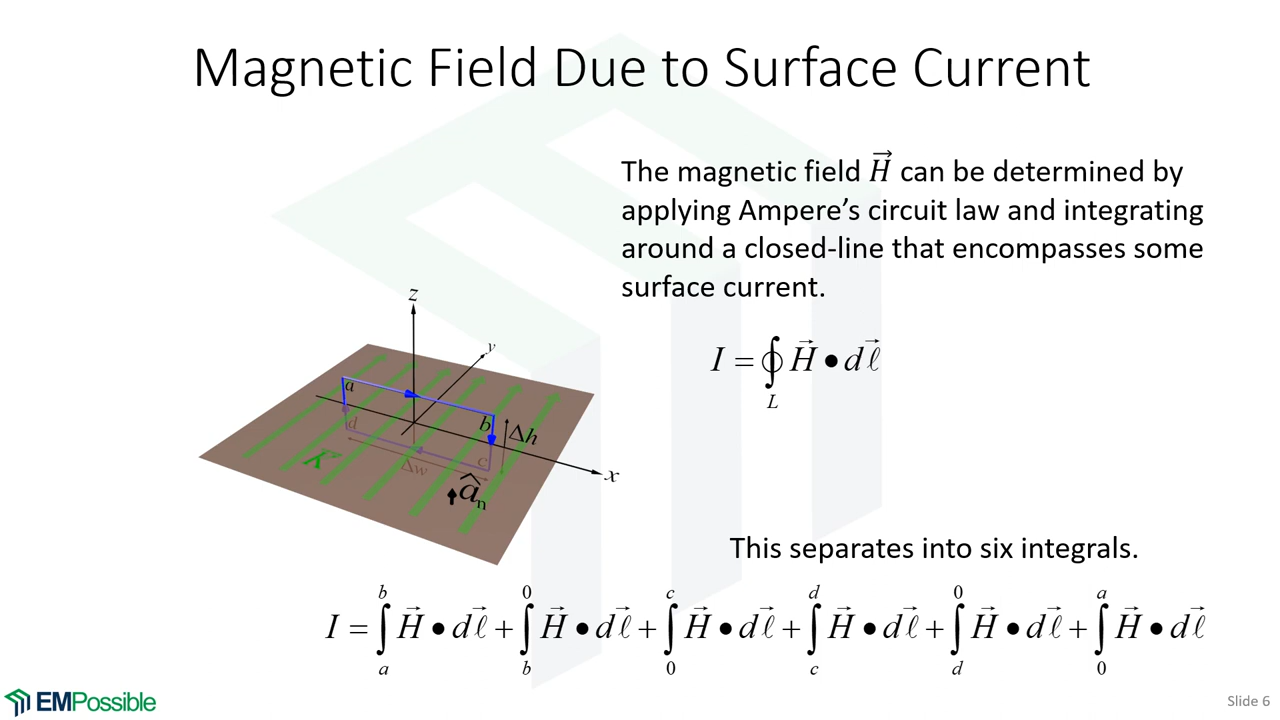 Magnetic Field Due to Surface Current
The magnetic field H⃗ can be determined by
applying Ampere’s circuit law and integrating
around a closed-line that encompasses some
surface current.
I = ∮_L H⃗ • dℓ⃗
z
y
a
b
Δh
d
c
Δw
K⃗
x
â_n
This separates into six integrals.
I = ∫_a^b H⃗ • dℓ⃗ + ∫_b^0 H⃗ • dℓ⃗ + ∫_0^c H⃗ • dℓ⃗ + ∫_c^d H⃗ • dℓ⃗ + ∫_d^0 H⃗ • dℓ⃗ + ∫_0^a H⃗ • dℓ⃗
EMPossible
Slide 6